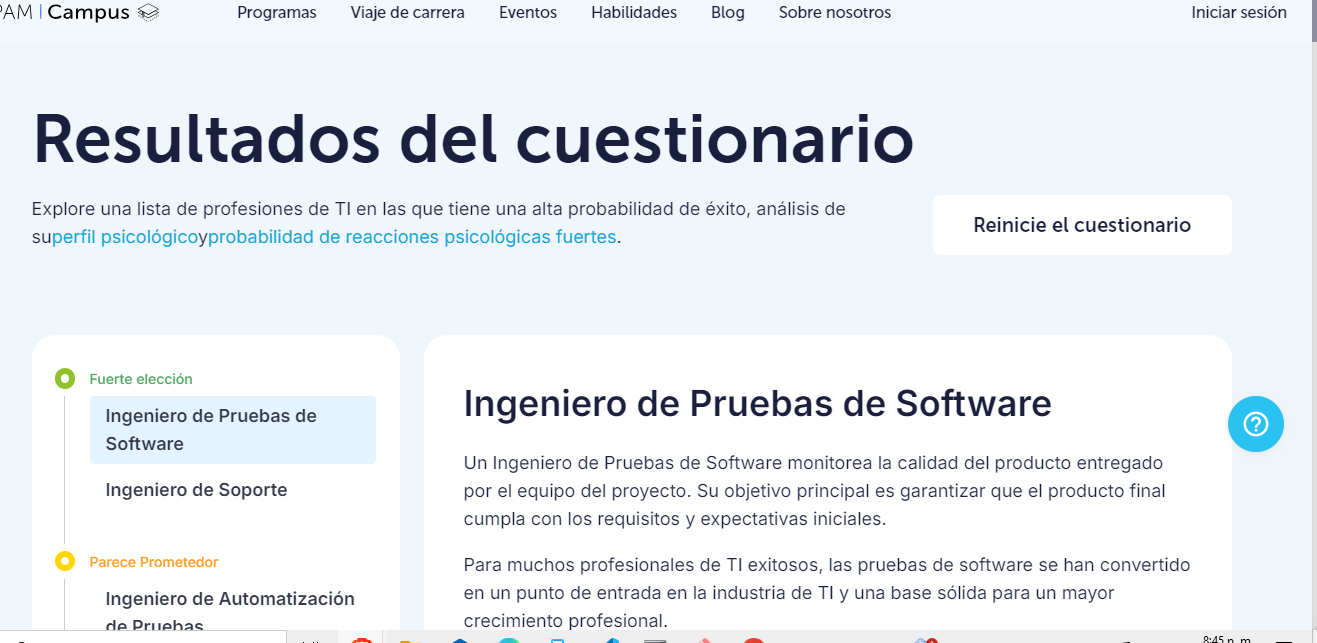 PAM | Campus
Programas Viaje de carrera Eventos Habilidades Blog Sobre nosotros Iniciar sesión
Resultados del cuestionario
Explore una lista de profesiones de TI en las que tiene una alta probabilidad de éxito, análisis de
superfil psicológicoyprobabilidad de reacciones psicológicas fuertes.
Reinicie el cuestionario
Fuerte elección
Ingeniero de Pruebas de
Software
Ingeniero de Soporte
Parece Prometedor
Ingeniero de Automatización
de Pruebas
Ingeniero de Pruebas de Software
Un Ingeniero de Pruebas de Software monitorea la calidad del producto entregado
por el equipo del proyecto. Su objetivo principal es garantizar que el producto final
cumpla con los requisitos y expectativas iniciales.
Para muchos profesionales de TI exitosos, las pruebas de software se han convertido
en un punto de entrada en la industria de TI y una base sólida para un mayor
crecimiento profesional.
8:45 p. m.